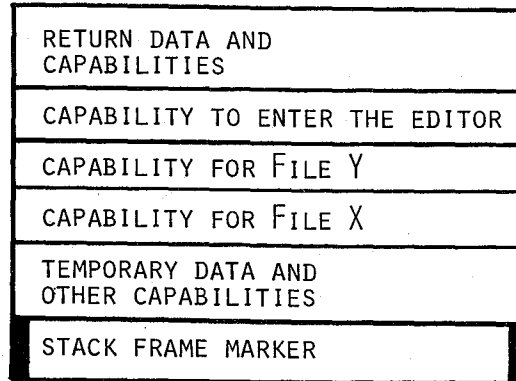 RETURN DATA AND
CAPABILITIES
CAPABILITY TO ENTER THE EDITOR
CAPABILITY FOR FILE Y
CAPABILITY FOR FILE X
TEMPORARY DATA AND
OTHER CAPABILITIES
STACK FRAME MARKER